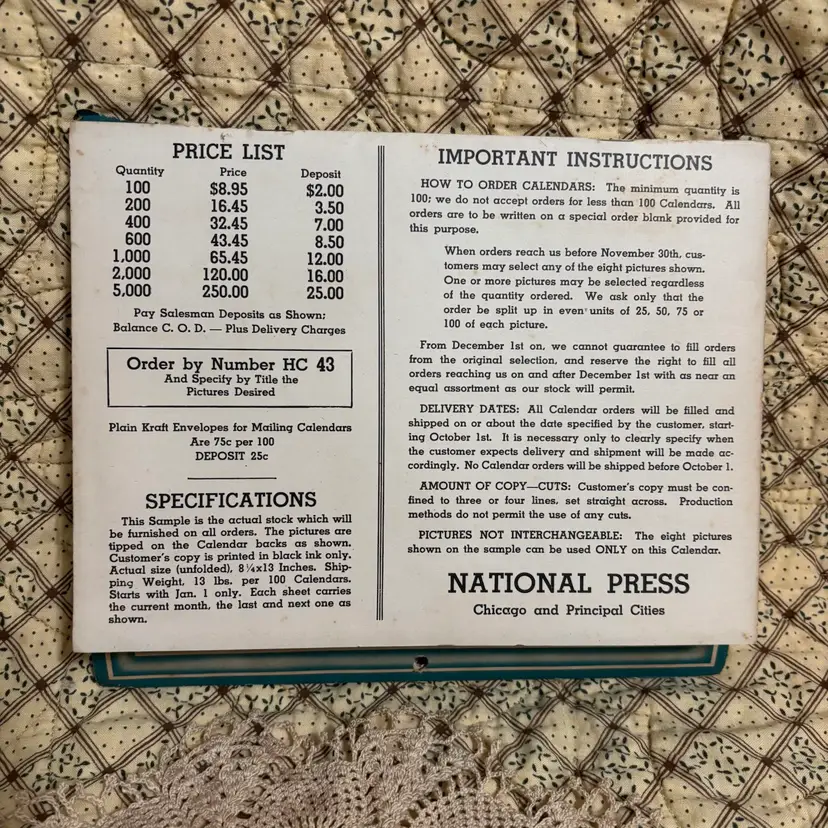 PRICE LIST
Quantity Price Deposit
100 $8.95 $2.00
200 16.45 3.50
400 32.45 7.00
600 43.45 8.50
1,000 65.45 12.00
2,000 120.00 16.00
5,000 250.00 25.00
Pay Salesman Deposits as Shown;
Balance C. O. D. — Plus Delivery Charges
Order by Number HC 43
And Specify by Title the
Pictures Desired
Plain Kraft Envelopes for Mailing Calendars
Are 75c per 100
DEPOSIT 25c
SPECIFICATIONS
This Sample is the actual stock which will
be furnished on all orders. The pictures are
tipped on the Calendar backs as shown.
Customer's copy is printed in black ink only.
Actual size (unfolded), 8¼x13 Inches. Ship-
ping Weight, 13 lbs. per 100 Calendars.
Starts with Jan. 1 only. Each sheet carries
the current month, the last and next one as
shown.
IMPORTANT INSTRUCTIONS
HOW TO ORDER CALENDARS: The minimum quantity is
100; we do not accept orders for less than 100 Calendars. All
orders are to be written on a special order blank provided for
this purpose.
When orders reach us before November 30th, cus-
tomers may select any of the eight pictures shown.
One or more pictures may be selected regardless
of the quantity ordered. We ask only that the
order be split up in even units of 25, 50, 75 or
100 of each picture.
From December 1st on, we cannot guarantee to fill orders
from the original selection, and reserve the right to fill all
orders reaching us on and after December 1st with as near an
equal assortment as our stock will permit.
DELIVERY DATES: All Calendar orders will be filled and
shipped on or about the date specified by the customer, start-
ing October 1st. It is necessary only to clearly specify when
the customer expects delivery and shipment will be made ac-
cordingly. No Calendar orders will be shipped before October 1.
AMOUNT OF COPY—CUTS: Customer's copy must be con-
fined to three or four lines, set straight across. Production
methods do not permit the use of any cuts.
PICTURES NOT INTERCHANGEABLE: The eight pictures
shown on the sample can be used ONLY on this Calendar.
NATIONAL PRESS
Chicago and Principal Cities